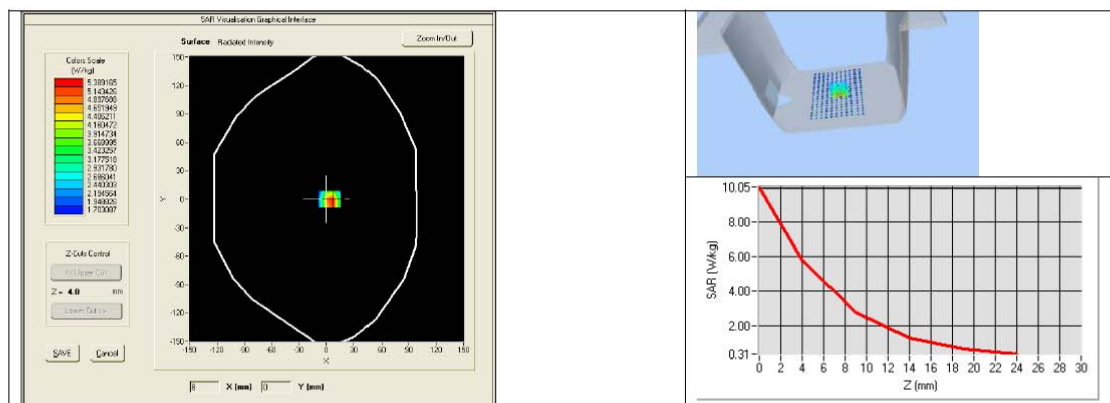 SAR Visualisation Graphical Interface
Surface Radiated Intensity
Zoom In/Out
Colors Scale
(W/kg)
5.389165
5.143426
4.897688
4.651949
4.406211
4.160472
3.914734
3.668995
3.423257
3.177518
2.931780
2.686041
2.440303
2.194564
1.948826
1.703087
150
120
90
60
30
0
-30
-60
-90
-120
-150
Y
-150 -120 -90 -60 -30 0 30 60 90 120 150
X
Z-Cuts Control
Z = 4.0 mm
SAVE
Cancel
8 X (mm) 0 Y (mm)
SAR (W/kg)
10.05
8.00
6.00
4.00
2.00
0.31
0 2 4 6 8 10 12 14 16 18 20 22 24 26 28 30
Z (mm)